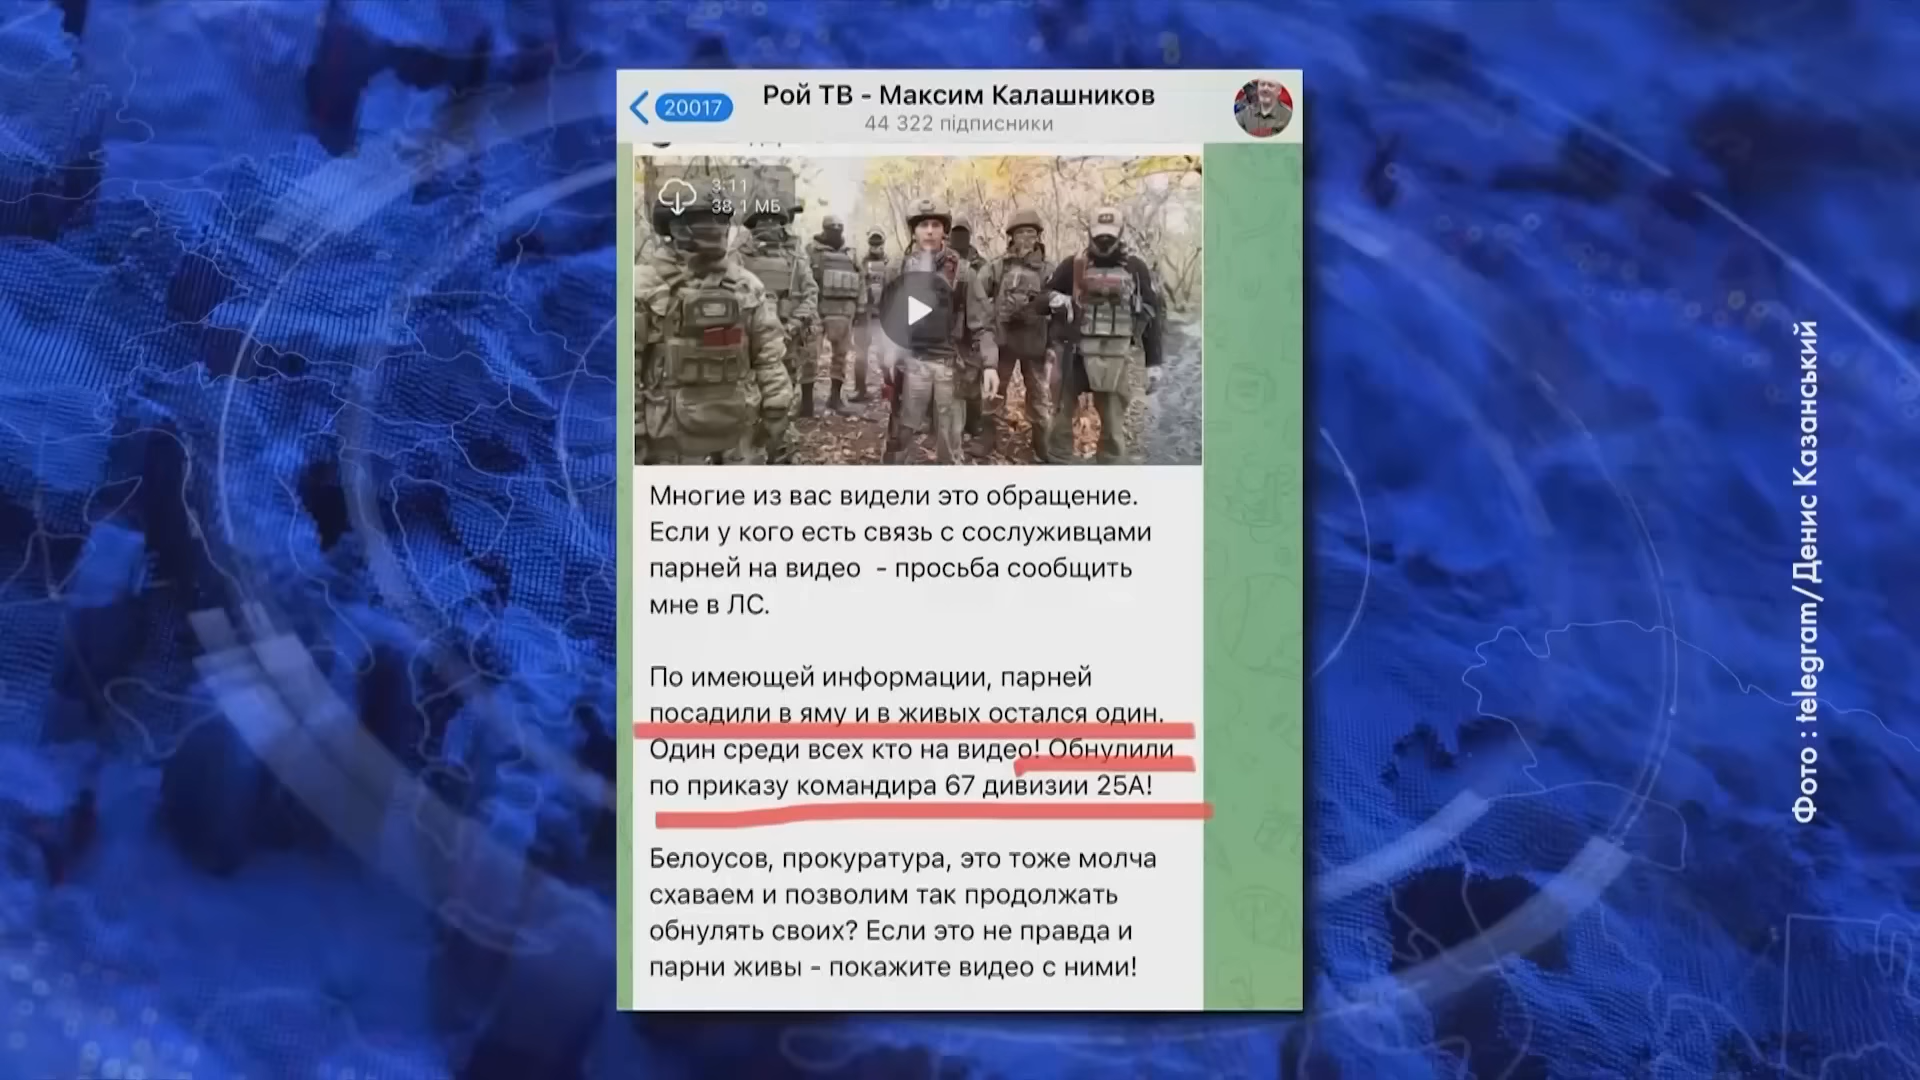 20017
Рой ТВ - Максим Калашников
44 322 підписники
3:11
38,1 МБ
Многие из вас видели это обращение.
Если у кого есть связь с сослуживцами
парней на видео - просьба сообщить
мне в ЛС.
По имеющей информации, парней
посадили в яму и в живых остался один.
Один среди всех кто на видео! Обнулили
по приказу командира 67 дивизии 25А!
Белоусов, прокуратура, это тоже молча
схаваем и позволим так продолжать
обнулять своих? Если это не правда и
парни живы - покажите видео с ними!
Фото : telegram/Денис Казанський